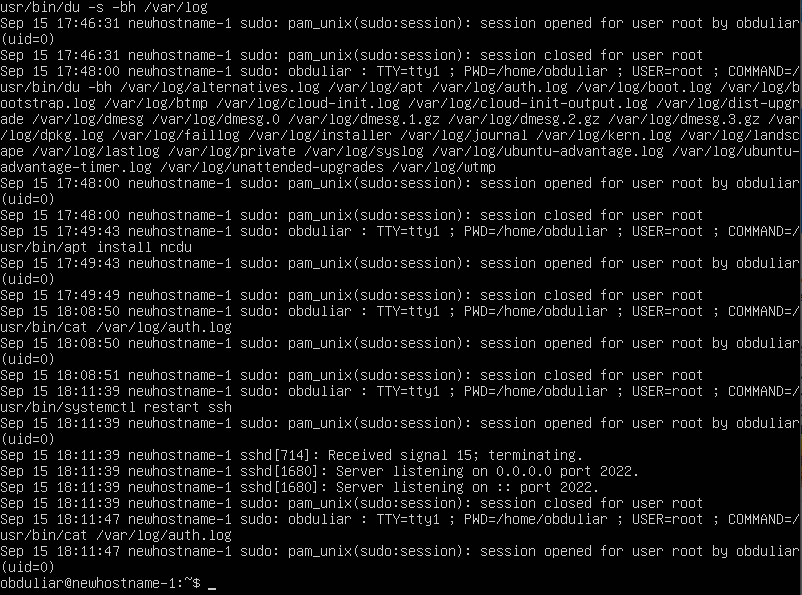 usr/bin/du -s -bh /var/log
Sep 15 17:46:31 newhostname-1 sudo: pam_unix(sudo:session): session opened for user root by obduliar
(uid=0)
Sep 15 17:46:31 newhostname-1 sudo: pam_unix(sudo:session): session closed for user root
Sep 15 17:48:00 newhostname-1 sudo: obduliar : TTY=tty1 ; PWD=/home/obduliar ; USER=root ; COMMAND=/
usr/bin/du -bh /var/log/alternatives.log /var/log/apt /var/log/auth.log /var/log/boot.log /var/log/b
ootstrap.log /var/log/btmp /var/log/cloud-init.log /var/log/cloud-init-output.log /var/log/dist-upgr
ade /var/log/dmesg /var/log/dmesg.0 /var/log/dmesg.1.gz /var/log/dmesg.2.gz /var/log/dmesg.3.gz /var
/log/dpkg.log /var/log/faillog /var/log/installer /var/log/journal /var/log/kern.log /var/log/landsc
ape /var/log/lastlog /var/log/private /var/log/syslog /var/log/ubuntu-advantage.log /var/log/ubuntu-
advantage-timer.log /var/log/unattended-upgrades /var/log/wtmp
Sep 15 17:48:00 newhostname-1 sudo: pam_unix(sudo:session): session opened for user root by obduliar
(uid=0)
Sep 15 17:48:00 newhostname-1 sudo: pam_unix(sudo:session): session closed for user root
Sep 15 17:49:43 newhostname-1 sudo: obduliar : TTY=tty1 ; PWD=/home/obduliar ; USER=root ; COMMAND=/
usr/bin/apt install ncdu
Sep 15 17:49:43 newhostname-1 sudo: pam_unix(sudo:session): session opened for user root by obduliar
(uid=0)
Sep 15 17:49:49 newhostname-1 sudo: pam_unix(sudo:session): session closed for user root
Sep 15 18:08:50 newhostname-1 sudo: obduliar : TTY=tty1 ; PWD=/home/obduliar ; USER=root ; COMMAND=/
usr/bin/cat /var/log/auth.log
Sep 15 18:08:50 newhostname-1 sudo: pam_unix(sudo:session): session opened for user root by obduliar
(uid=0)
Sep 15 18:08:51 newhostname-1 sudo: pam_unix(sudo:session): session closed for user root
Sep 15 18:11:39 newhostname-1 sudo: obduliar : TTY=tty1 ; PWD=/home/obduliar ; USER=root ; COMMAND=/
usr/bin/systemctl restart ssh
Sep 15 18:11:39 newhostname-1 sudo: pam_unix(sudo:session): session opened for user root by obduliar
(uid=0)
Sep 15 18:11:39 newhostname-1 sshd[714]: Received signal 15; terminating.
Sep 15 18:11:39 newhostname-1 sshd[1680]: Server listening on 0.0.0.0 port 2022.
Sep 15 18:11:39 newhostname-1 sshd[1680]: Server listening on :: port 2022.
Sep 15 18:11:39 newhostname-1 sudo: pam_unix(sudo:session): session closed for user root
Sep 15 18:11:47 newhostname-1 sudo: obduliar : TTY=tty1 ; PWD=/home/obduliar ; USER=root ; COMMAND=/
usr/bin/cat /var/log/auth.log
Sep 15 18:11:47 newhostname-1 sudo: pam_unix(sudo:session): session opened for user root by obduliar
(uid=0)
obduliar@newhostname-1:~$ _